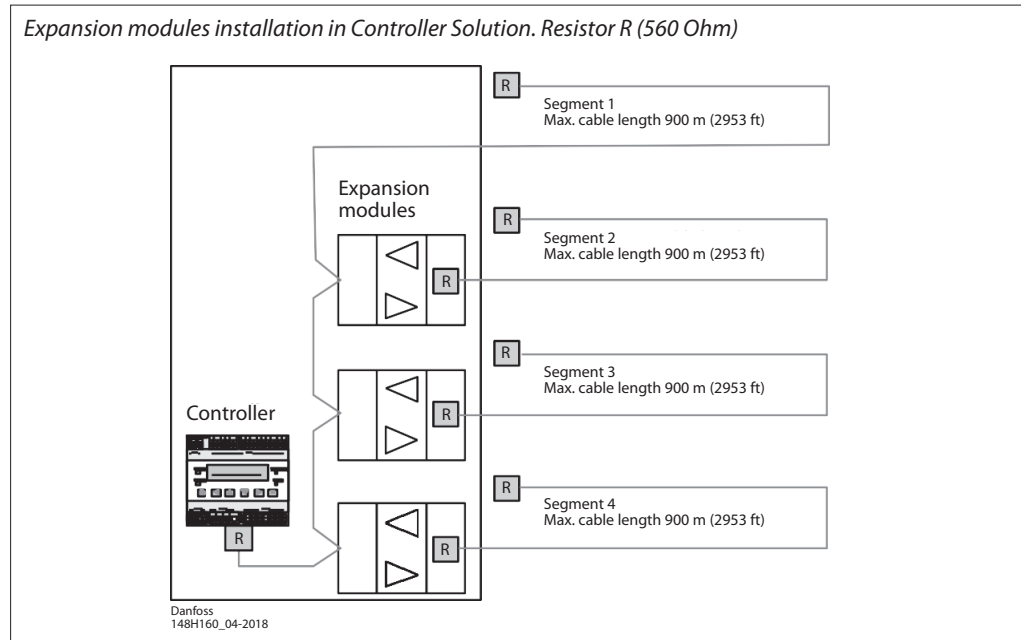 Expansion modules installation in Controller Solution. Resistor R (560 Ohm)
R
Segment 1
Max. cable length 900 m (2953 ft)
Expansion
modules
R
Segment 2
Max. cable length 900 m (2953 ft)
R
R
Segment 3
Max. cable length 900 m (2953 ft)
R
Controller
R
Segment 4
Max. cable length 900 m (2953 ft)
R
R
Danfoss
148H160_04-2018